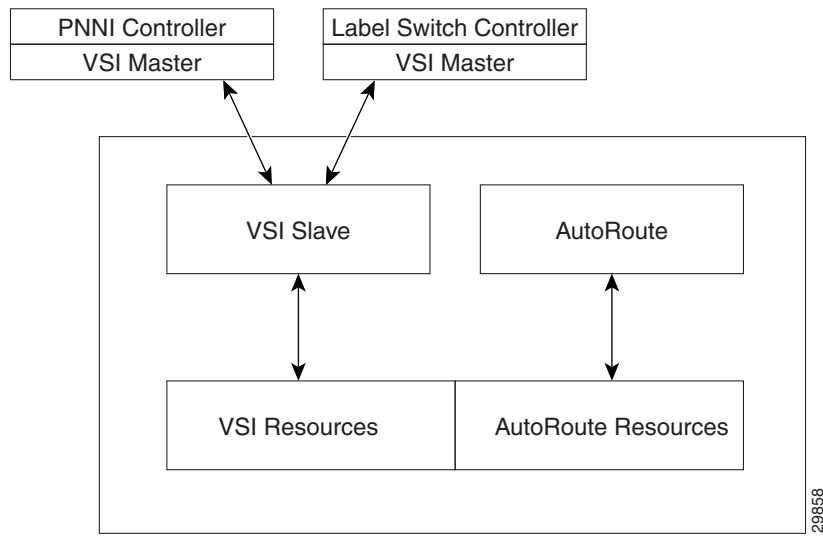 PNNI Controller
VSI Master
Label Switch Controller
VSI Master
VSI Slave
AutoRoute
VSI Resources
AutoRoute Resources
29858